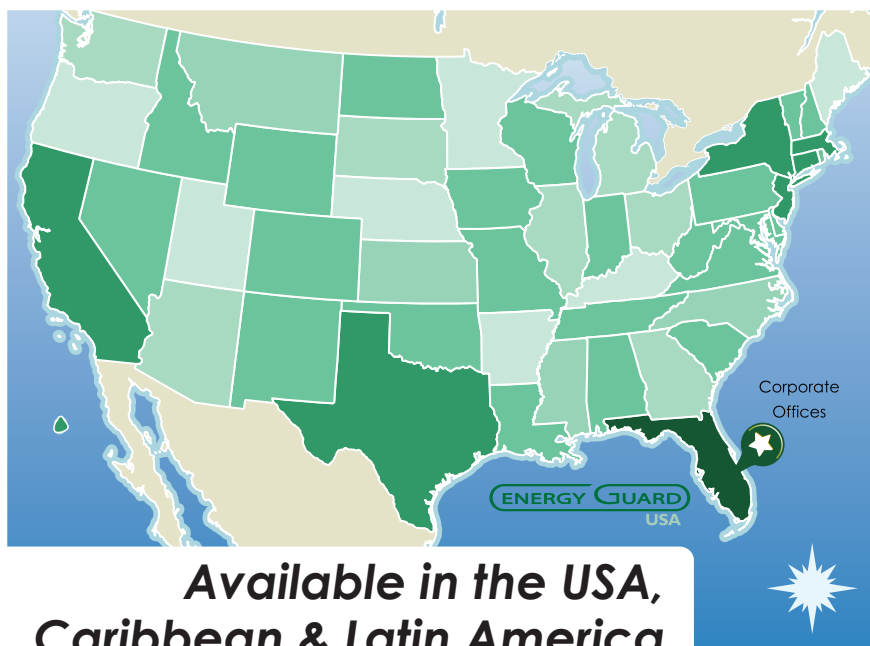 Corporate
Offices
ENERGY GUARD
USA
Available in the USA,
Caribbean & Latin America